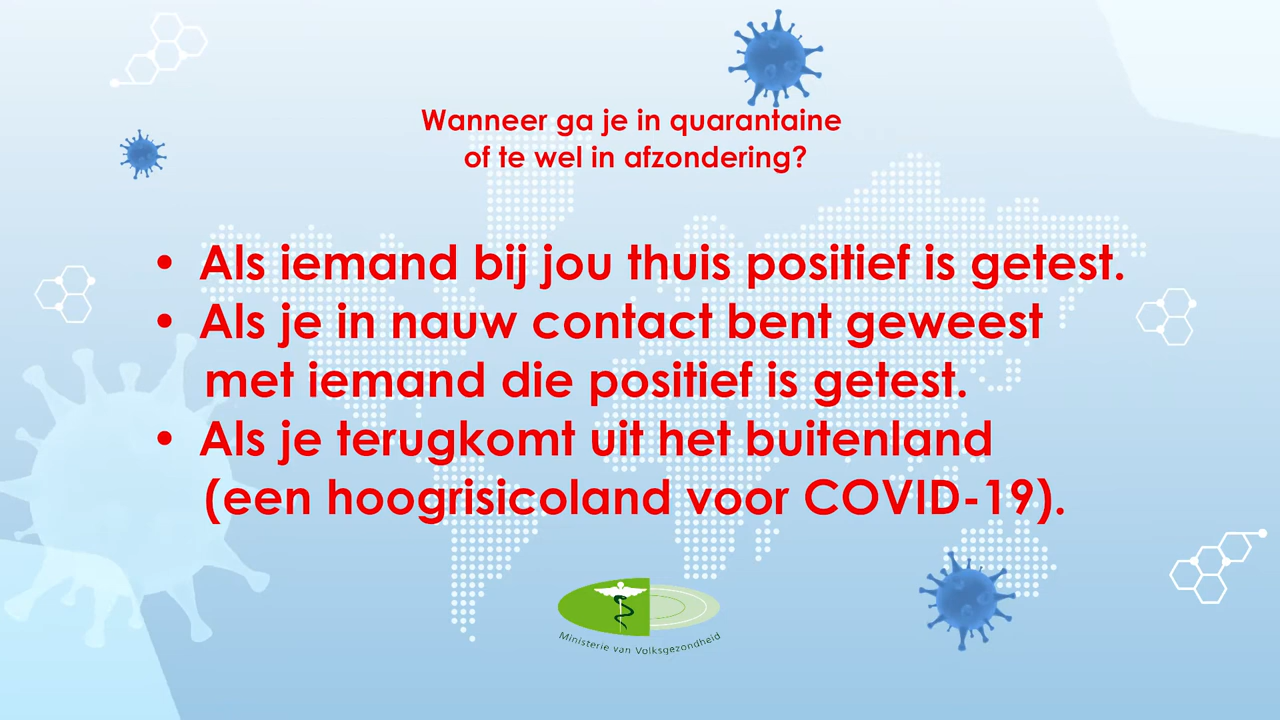 Wanneer ga je in quarantaine
of te wel in afzondering?
• Als iemand bij jou thuis positief is getest.
• Als je in nauw contact bent geweest
met iemand die positief is getest.
• Als je terugkomt uit het buitenland
(een hoogrisicoland voor COVID-19).
Ministerie van Volksgezondheid